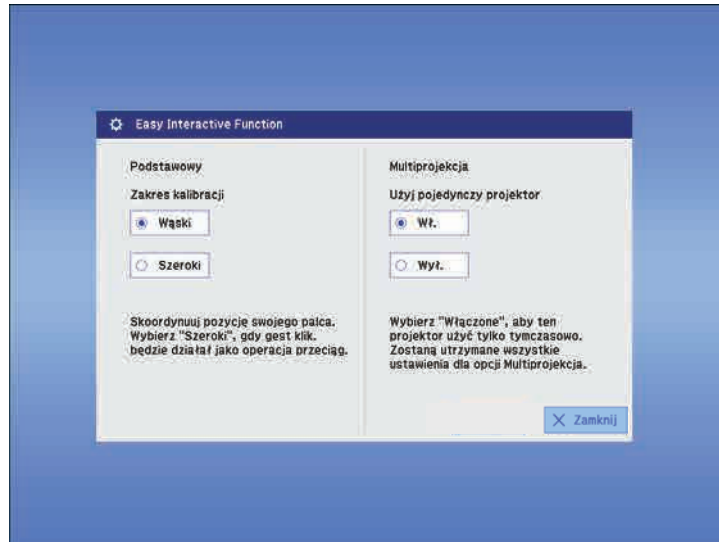 Easy Interactive Function
Podstawowy
Zakres kalibracji
Wąski
Szeroki
Skoordynuuj pozycję swojego palca.
Wybierz "Szeroki", gdy gest klik.
będzie działał jako operacja przeciąg.
Multiprojekcja
Użyj pojedynczy projektor
Wł.
Wył.
Wybierz "Włączone", aby ten
projektor użyć tylko tymczasowo.
Zostaną utrzymane wszystkie
ustawienia dla opcji Multiprojekcja.
Zamknij